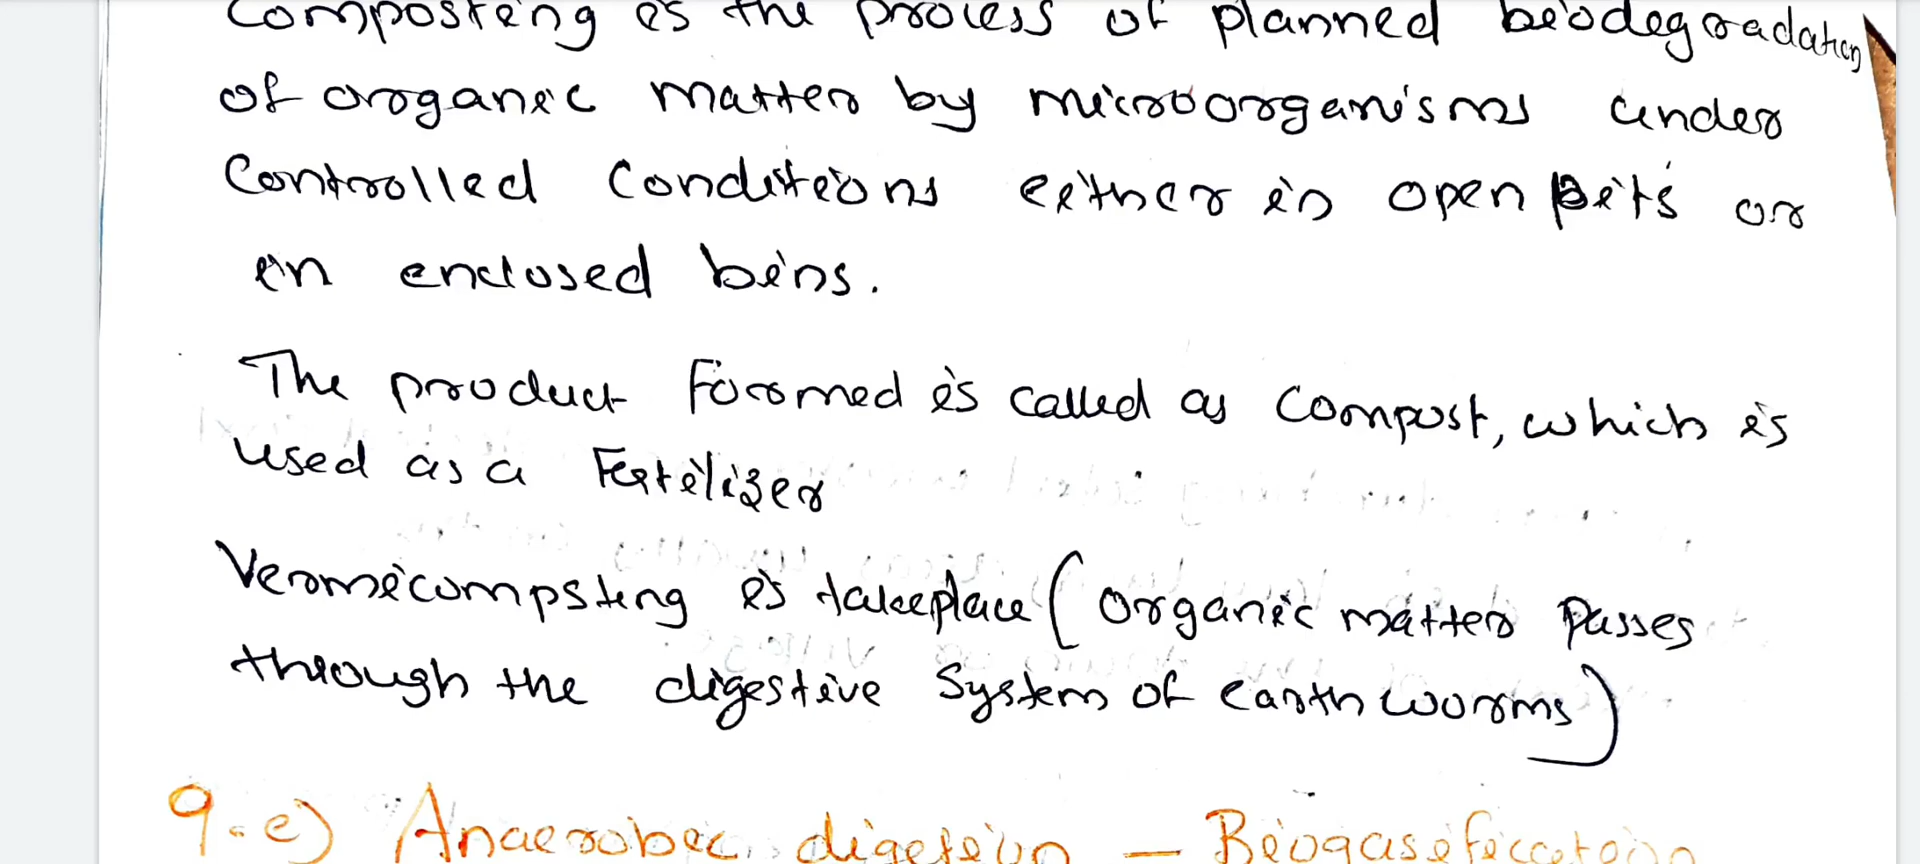 Composting is the process of planned biodegradation
of organic matter by microorganisms under
Controlled Conditions either in open pits or
in enclosed bins.
The product Formed is called as compost, which is
used as a Fertilizer
Vermicompsting is takeplace (organic matter passes
through the digestive System of earth worms)
9.e) Anaerobic digestion - Biogasification